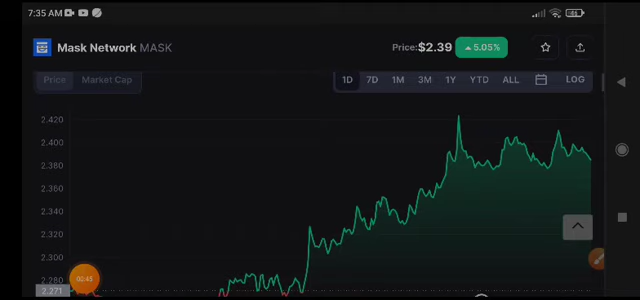 7:35 AM
Mask Network MASK
Price:$2.39 ▲ 5.05%
Price Market Cap
1D 7D 1M 3M 1Y YTD ALL LOG
2.420
2.400
2.380
2.360
2.340
2.320
2.300
2.280
2.271
02:45